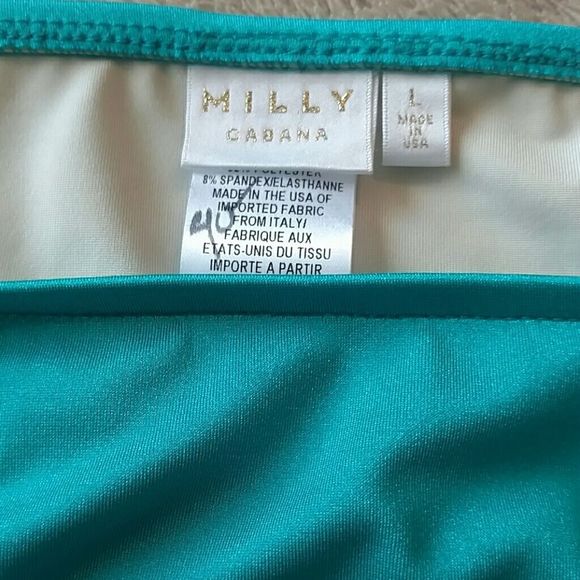 MILLY
CABANA
L
MADE
IN
USA
POLYESTER
8% SPANDEX/ELASTHANNE
MADE IN THE USA OF
IMPORTED FABRIC
FROM ITALY/
FABRIQUE AUX
ETATS-UNIS DU TISSU
IMPORTE A PARTIR